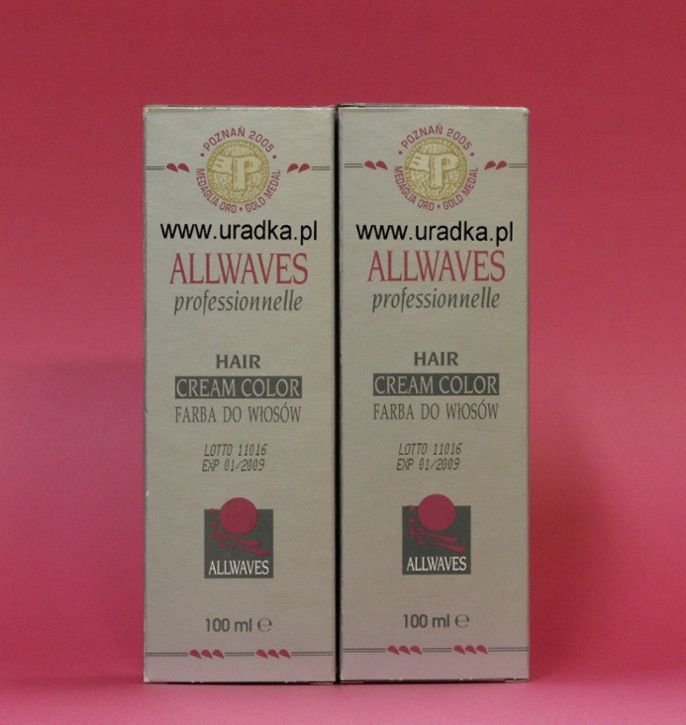 • POZNAŃ 2005 •
MEDAGLIA ORO • GOLD MEDAL
P
www.uradka.pl
ALLWAVES
professionnelle
HAIR
CREAM COLOR
FARBA DO WŁOSÓW
LOTTO 11016
EXP 01/2009
ALLWAVES
100 ml ℮
• POZNAŃ 2005 •
MEDAGLIA ORO • GOLD MEDAL
P
www.uradka.pl
ALLWAVES
professionnelle
HAIR
CREAM COLOR
FARBA DO WŁOSÓW
LOTTO 11016
EXP 01/2009
ALLWAVES
100 ml ℮